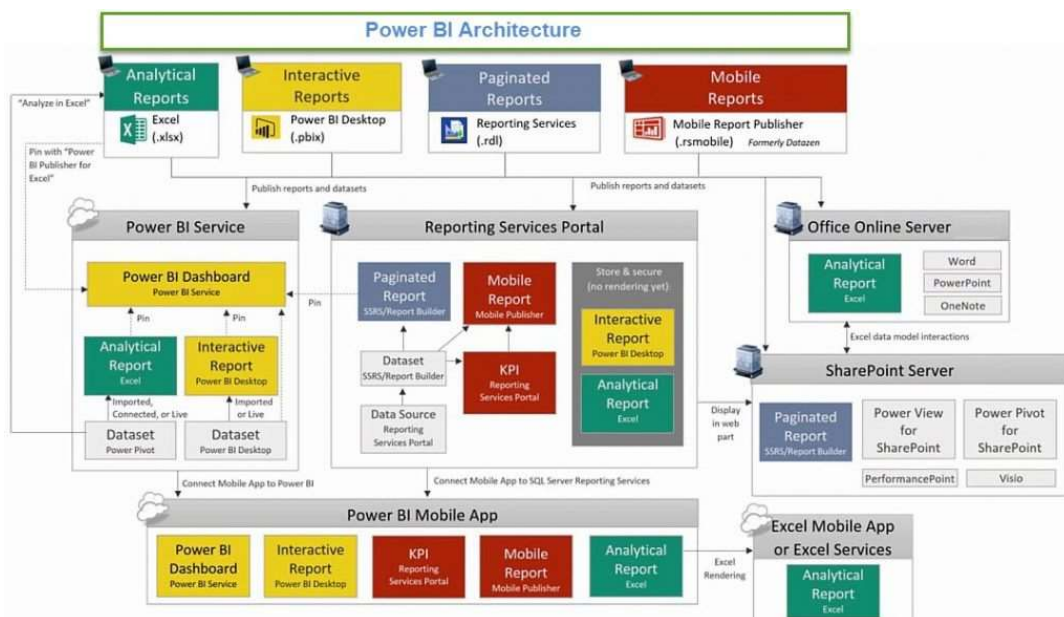 Power BI Architecture
Analytical
Reports
Excel
(.xlsx)
Interactive
Reports
Power BI Desktop
(.pbix)
Paginated
Reports
Reporting Services
(.rdl)
Mobile
Reports
Mobile Report Publisher
(.rsmobile) Formerly Datazen
"Analyze in Excel"
Pin with "Power
BI Publisher for
Excel"
Publish reports and datasets
Publish reports and datasets
Power BI Service
Power BI Dashboard
Power BI Service
Pin
Pin
Analytical
Report
Excel
Interactive
Report
Power BI Desktop
Imported,
Connected, or Live
Imported
or Live
Dataset
Power Pivot
Dataset
Power BI Desktop
Reporting Services Portal
Pin
Paginated
Report
SSRS/Report Builder
Mobile
Report
Mobile Publisher
Dataset
SSRS/Report Builder
KPI
Reporting
Services Portal
Data Source
Reporting
Services Portal
Store & secure
(no rendering yet):
Interactive
Report
Power BI Desktop
Analytical
Report
Excel
Office Online Server
Analytical
Report
Excel
Word
PowerPoint
OneNote
Excel data model interactions
SharePoint Server
Display
in web
part
Paginated
Report
SSRS/Report Builder
Power View
for
SharePoint
Power Pivot
for
SharePoint
PerformancePoint
Visio
Connect Mobile App to Power BI
Connect Mobile App to SQL Server Reporting Services
Power BI Mobile App
Power BI
Dashboard
Power BI Service
Interactive
Report
Power BI Desktop
KPI
Reporting
Services Portal
Mobile
Report
Mobile Publisher
Analytical
Report
Excel
Excel
Rendering
Excel Mobile App
or Excel Services
Analytical
Report
Excel